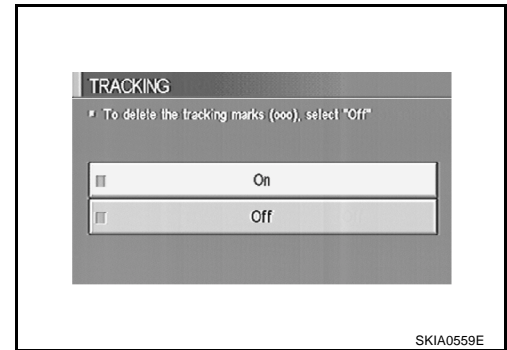 TRACKING
To delete the tracking marks (ooo), select "Off"
On
Off
SKIA0559E